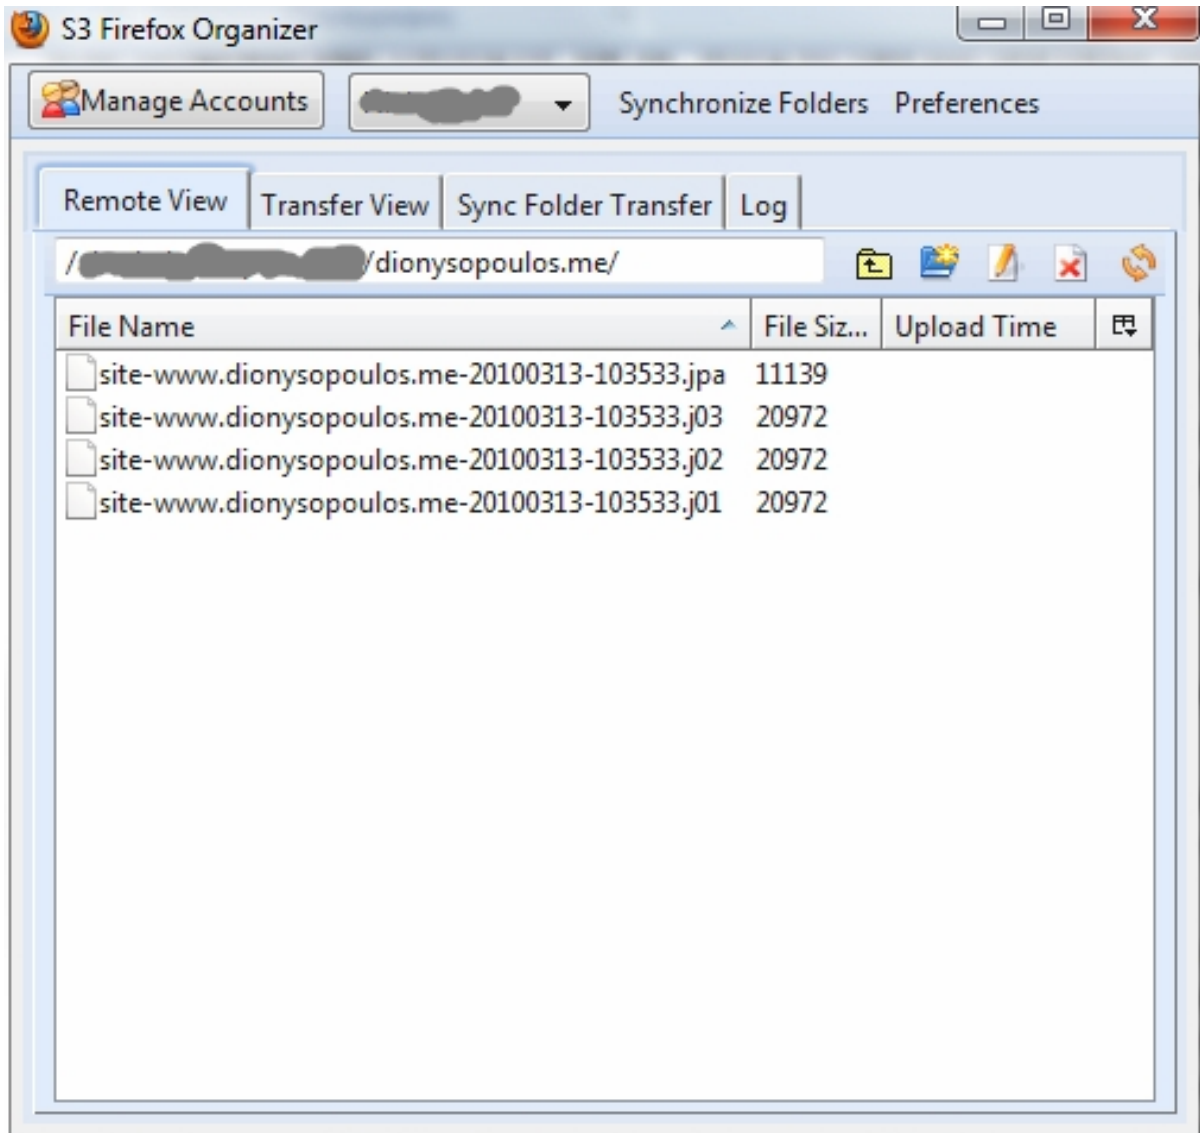 S3 Firefox Organizer
Manage Accounts Synchronize Folders Preferences
Remote View Transfer View Sync Folder Transfer Log
/ /dionysopoulos.me/
File Name File Siz... Upload Time
site-www.dionysopoulos.me-20100313-103533.jpa 11139
site-www.dionysopoulos.me-20100313-103533.j03 20972
site-www.dionysopoulos.me-20100313-103533.j02 20972
site-www.dionysopoulos.me-20100313-103533.j01 20972